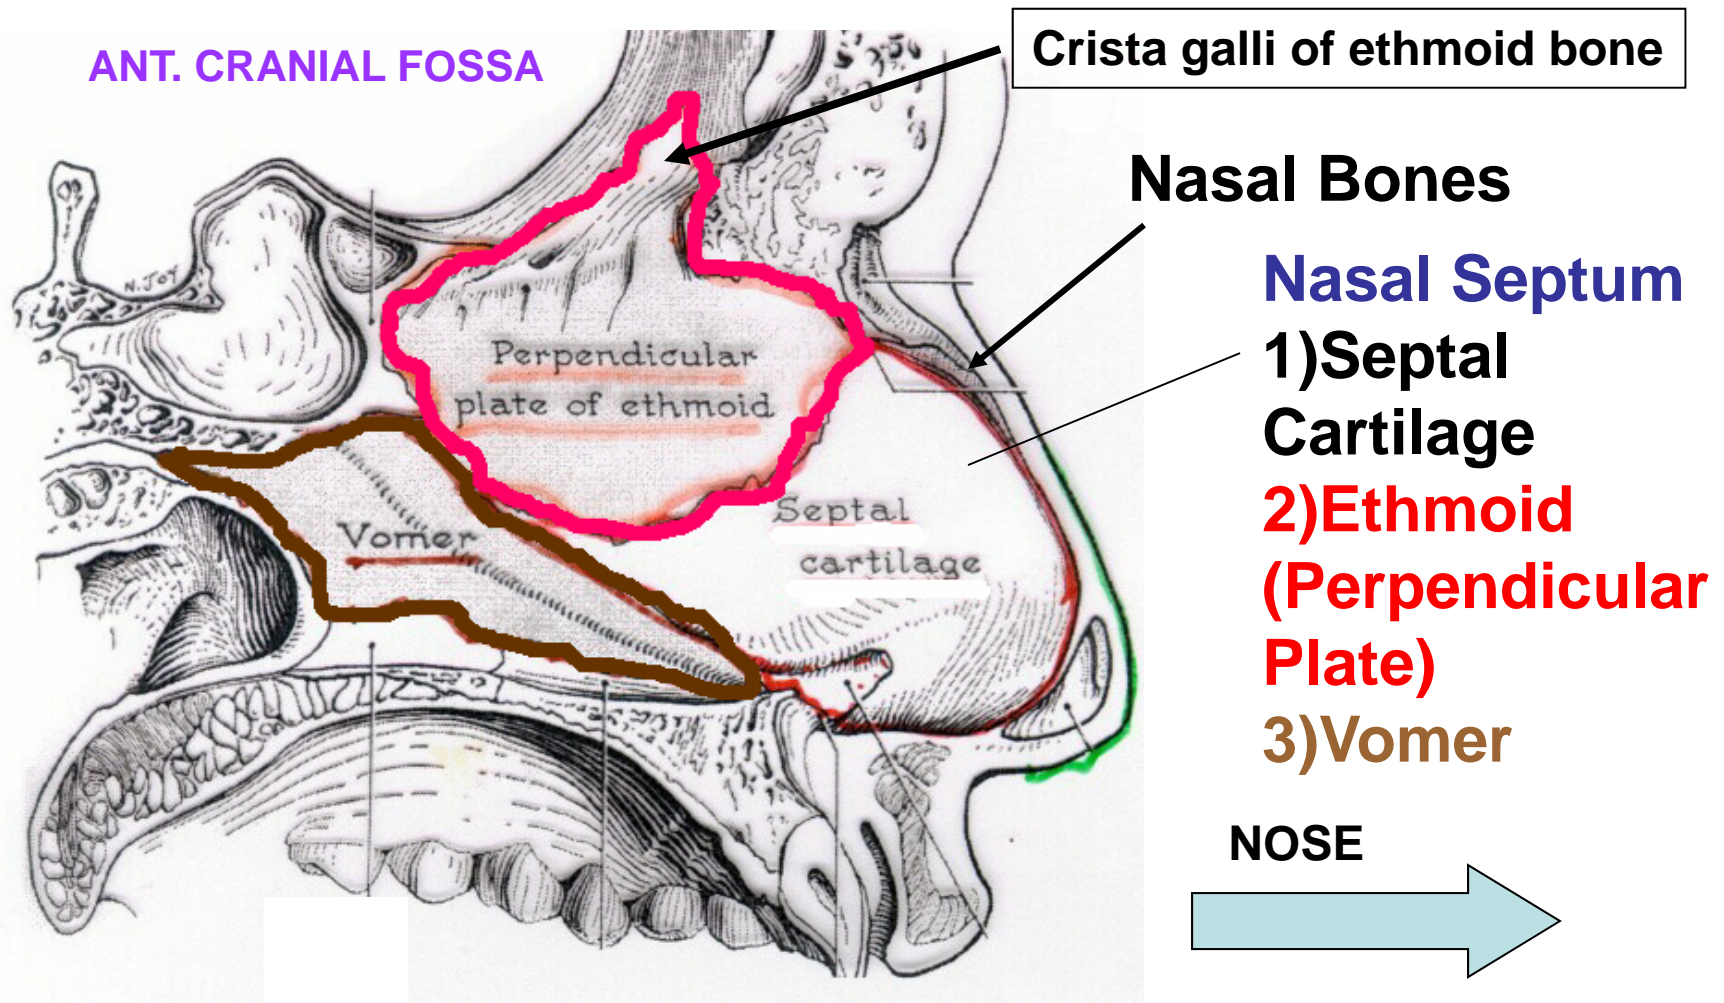 ANT. CRANIAL FOSSA
Crista galli of ethmoid bone
Nasal Bones
Nasal Septum
1)Septal
Cartilage
2)Ethmoid
(Perpendicular
Plate)
3)Vomer
NOSE
N. JOY
Perpendicular
plate of ethmoid
Vomer
Septal
cartilage